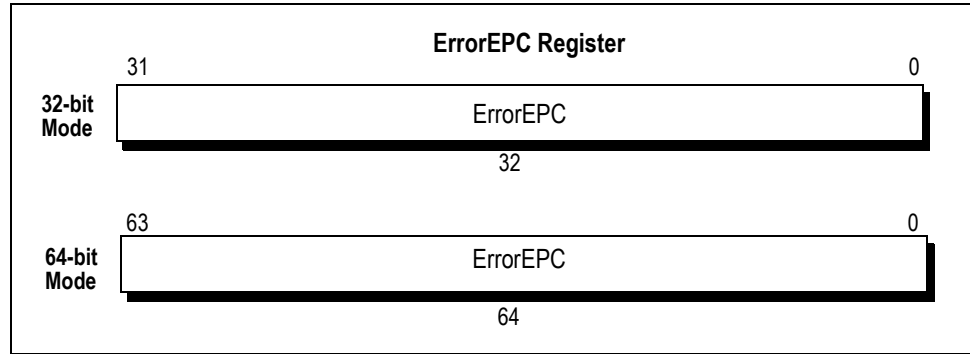 ErrorEPC Register
31 0
32-bit
Mode
ErrorEPC
32
63 0
64-bit
Mode
ErrorEPC
64